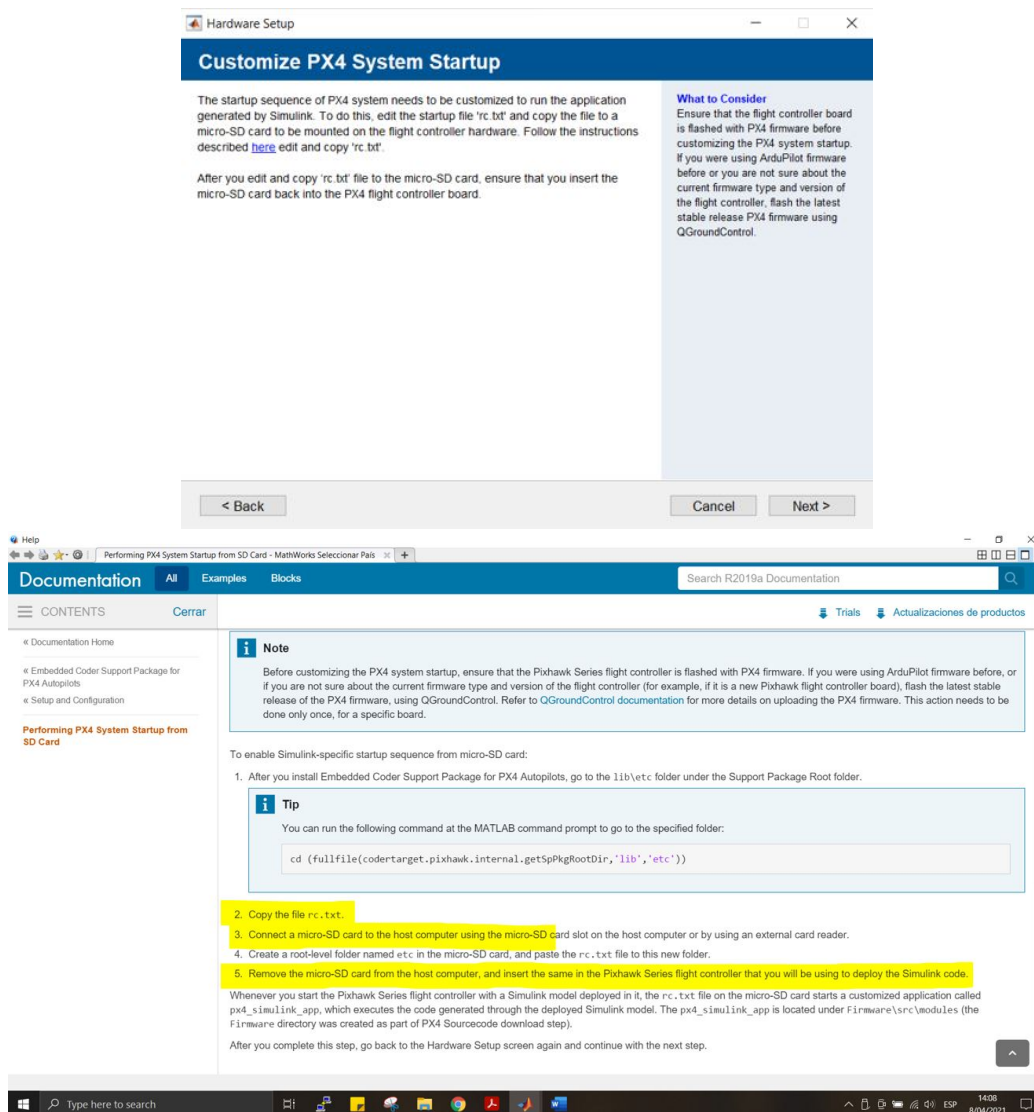 Hardware Setup
Customize PX4 System Startup
The startup sequence of PX4 system needs to be customized to run the application
generated by Simulink. To do this, edit the startup file 'rc.txt' and copy the file to a
micro-SD card to be mounted on the flight controller hardware. Follow the instructions
described here edit and copy 'rc.txt'.
After you edit and copy 'rc.txt' file to the micro-SD card, ensure that you insert the
micro-SD card back into the PX4 flight controller board.
What to Consider
Ensure that the flight controller board
is flashed with PX4 firmware before
customizing the PX4 system startup.
If you were using ArduPilot firmware
before or you are not sure about the
current firmware type and version of
the flight controller, flash the latest
stable release PX4 firmware using
QGroundControl.
< Back
Cancel
Next >
Help
Performing PX4 System Startup from SD Card - MathWorks Seleccionar País
Documentation
All
Examples
Blocks
Search R2019a Documentation
CONTENTS
Cerrar
Trials
Actualizaciones de productos
« Documentation Home
« Embedded Coder Support Package for
PX4 Autopilots
« Setup and Configuration
Performing PX4 System Startup from
SD Card
Note
Before customizing the PX4 system startup, ensure that the Pixhawk Series flight controller is flashed with PX4 firmware. If you were using ArduPilot firmware before, or
if you are not sure about the current firmware type and version of the flight controller (for example, if it is a new Pixhawk flight controller board), flash the latest stable
release of the PX4 firmware, using QGroundControl. Refer to QGroundControl documentation for more details on uploading the PX4 firmware. This action needs to be
done only once, for a specific board.
To enable Simulink-specific startup sequence from micro-SD card:
1. After you install Embedded Coder Support Package for PX4 Autopilots, go to the lib\etc folder under the Support Package Root folder.
Tip
You can run the following command at the MATLAB command prompt to go to the specified folder:
cd (fullfile(codertarget.pixhawk.internal.getSpPkgRootDir,'lib','etc'))
2. Copy the file rc.txt.
3. Connect a micro-SD card to the host computer using the micro-SD card slot on the host computer or by using an external card reader.
4. Create a root-level folder named etc in the micro-SD card, and paste the rc.txt file to this new folder.
5. Remove the micro-SD card from the host computer, and insert the same in the Pixhawk Series flight controller that you will be using to deploy the Simulink code.
Whenever you start the Pixhawk Series flight controller with a Simulink model deployed in it, the rc.txt file on the micro-SD card starts a customized application called
px4_simulink_app, which executes the code generated through the deployed Simulink model. The px4_simulink_app is located under Firmware\src\modules (the
Firmware directory was created as part of PX4 Sourcecode download step).
After you complete this step, go back to the Hardware Setup screen again and continue with the next step.
Type here to search
ESP
14:08
8/04/2021